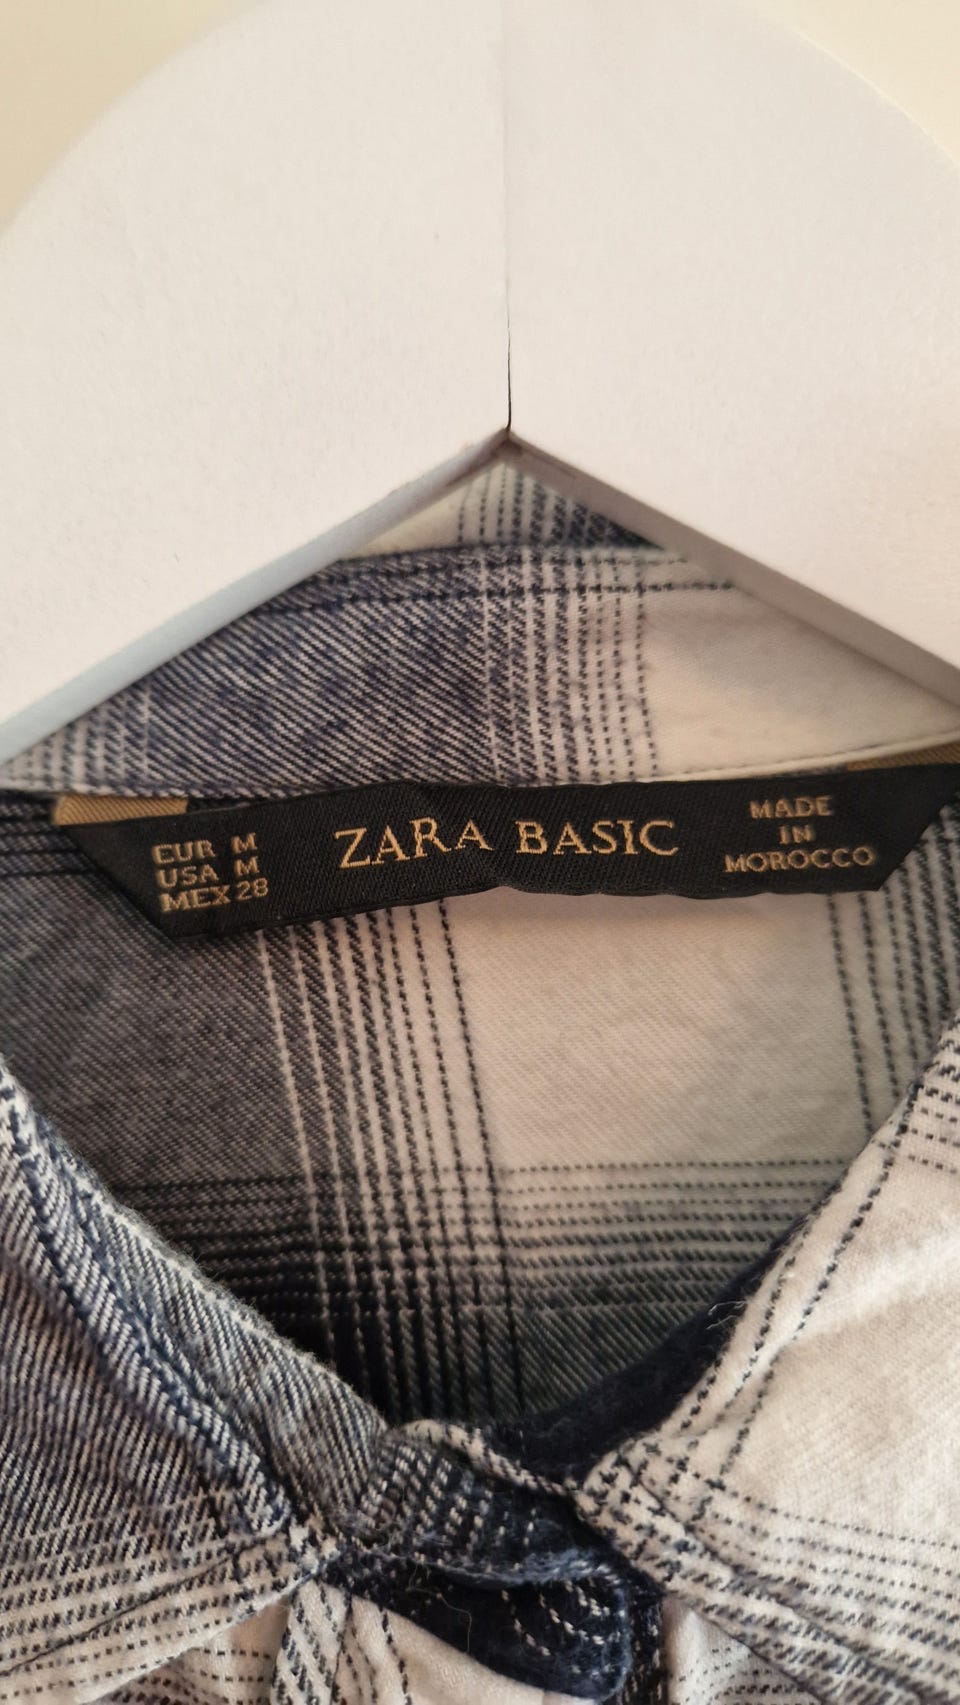 EUR M
USA M
MEX 28
ZARA BASIC
MADE
IN
MOROCCO